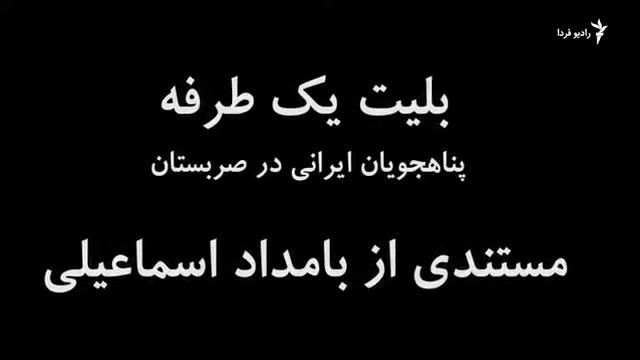 رادیو فردا
بلیت یک طرفه
پناهجویان ایرانی در صربستان
مستندی از بامداد اسماعیلی